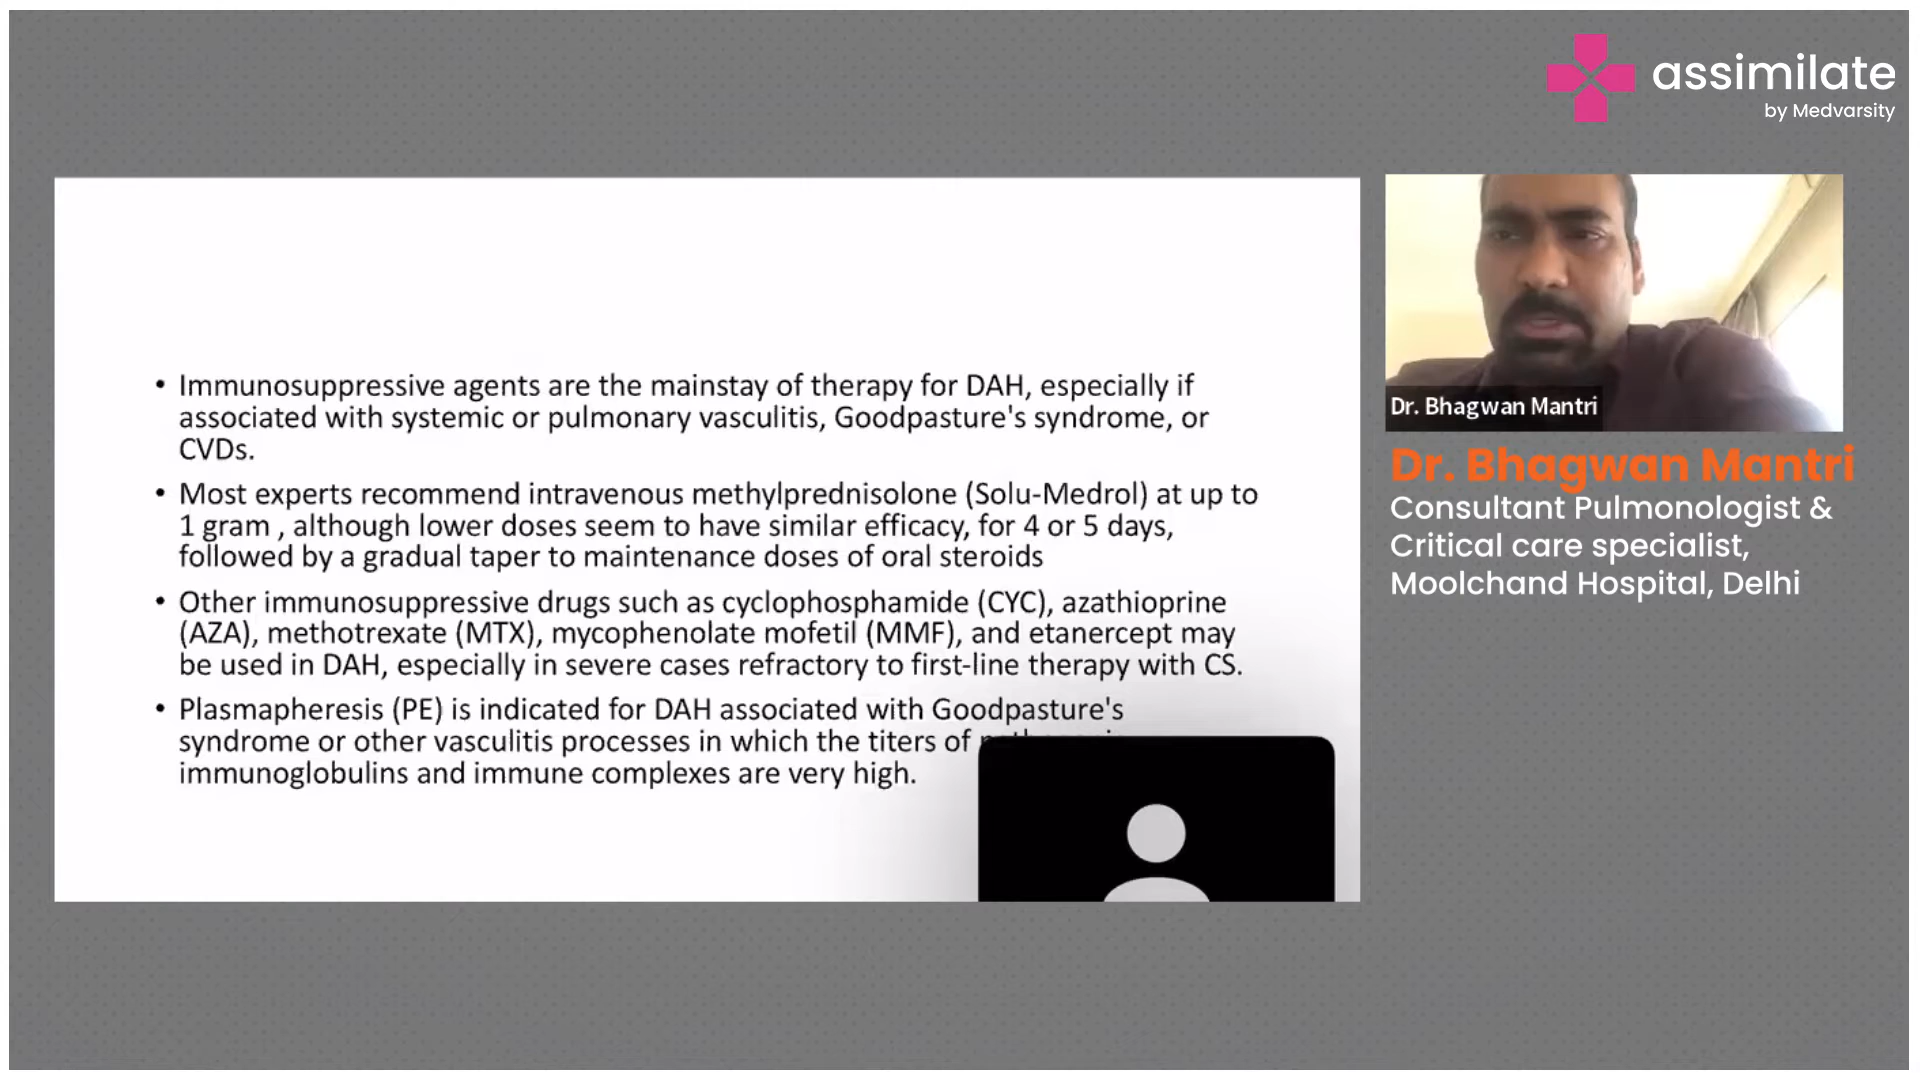 assimilate
by Medvarsity
• Immunosuppressive agents are the mainstay of therapy for DAH, especially if
associated with systemic or pulmonary vasculitis, Goodpasture's syndrome, or
CVDs.
• Most experts recommend intravenous methylprednisolone (Solu-Medrol) at up to
1 gram , although lower doses seem to have similar efficacy, for 4 or 5 days,
followed by a gradual taper to maintenance doses of oral steroids
• Other immunosuppressive drugs such as cyclophosphamide (CYC), azathioprine
(AZA), methotrexate (MTX), mycophenolate mofetil (MMF), and etanercept may
be used in DAH, especially in severe cases refractory to first-line therapy with CS.
• Plasmapheresis (PE) is indicated for DAH associated with Goodpasture's
syndrome or other vasculitis processes in which the titers of
immunoglobulins and immune complexes are very high.
Dr. Bhagwan Mantri
Dr. Bhagwan Mantri
Consultant Pulmonologist &
Critical care specialist,
Moolchand Hospital, Delhi